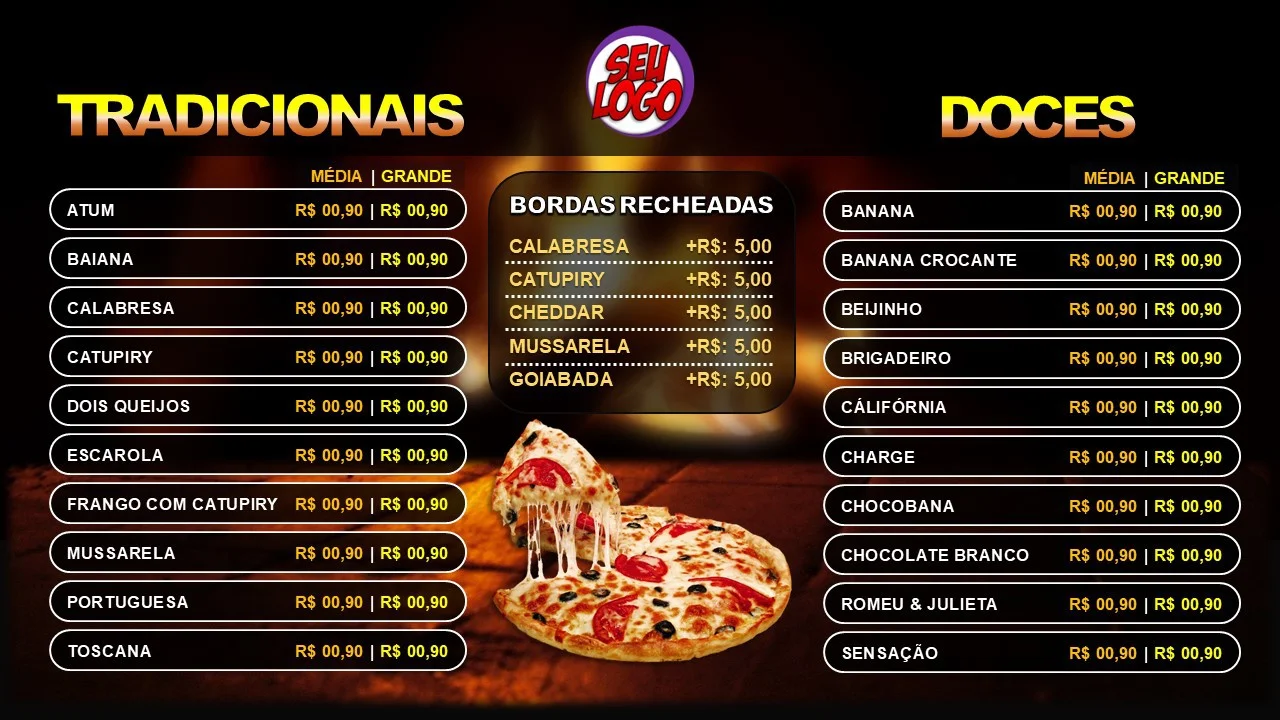 SEU
LOGO
TRADICIONAIS
MÉDIA | GRANDE
ATUM R$ 00,90 | R$ 00,90
BAIANA R$ 00,90 | R$ 00,90
CALABRESA R$ 00,90 | R$ 00,90
CATUPIRY R$ 00,90 | R$ 00,90
DOIS QUEIJOS R$ 00,90 | R$ 00,90
ESCAROLA R$ 00,90 | R$ 00,90
FRANGO COM CATUPIRY R$ 00,90 | R$ 00,90
MUSSARELA R$ 00,90 | R$ 00,90
PORTUGUESA R$ 00,90 | R$ 00,90
TOSCANA R$ 00,90 | R$ 00,90
BORDAS RECHEADAS
CALABRESA +R$: 5,00
CATUPIRY +R$: 5,00
CHEDDAR +R$: 5,00
MUSSARELA +R$: 5,00
GOIABADA +R$: 5,00
DOCES
MÉDIA | GRANDE
BANANA R$ 00,90 | R$ 00,90
BANANA CROCANTE R$ 00,90 | R$ 00,90
BEIJINHO R$ 00,90 | R$ 00,90
BRIGADEIRO R$ 00,90 | R$ 00,90
CÁLIFÓRNIA R$ 00,90 | R$ 00,90
CHARGE R$ 00,90 | R$ 00,90
CHOCOBANA R$ 00,90 | R$ 00,90
CHOCOLATE BRANCO R$ 00,90 | R$ 00,90
ROMEU & JULIETA R$ 00,90 | R$ 00,90
SENSAÇÃO R$ 00,90 | R$ 00,90